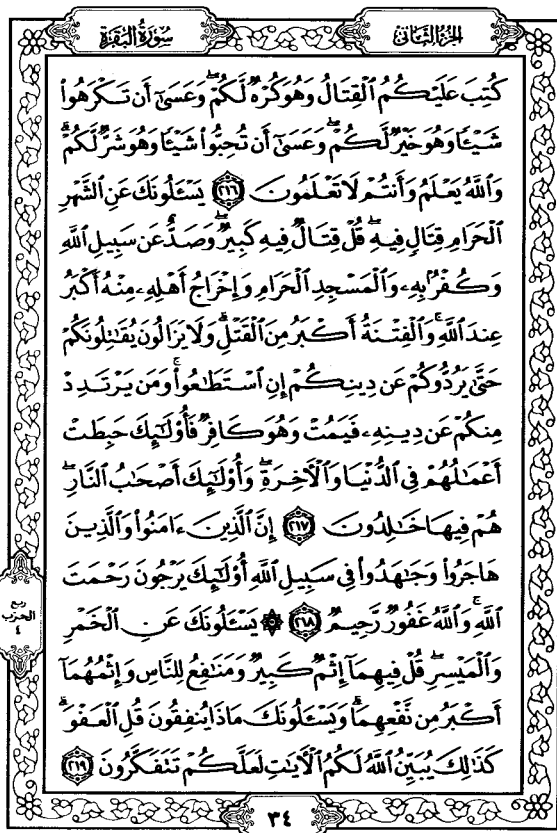 سُورَةُ البَقَرَةِ
الجزء الثاني
كُتِبَ عَلَيْكُمُ ٱلْقِتَالُ وَهُوَ كُرْهٌ لَّكُمْ ۖ وَعَسَىٰٓ أَن تَكْرَهُوا۟
شَيْـًٔا وَهُوَ خَيْرٌ لَّكُمْ ۖ وَعَسَىٰٓ أَن تُحِبُّوا۟ شَيْـًٔا وَهُوَ شَرٌّ لَّكُمْ ۗ
وَٱللَّهُ يَعْلَمُ وَأَنتُمْ لَا تَعْلَمُونَ ٢١٦ يَسْـَٔلُونَكَ عَنِ ٱلشَّهْرِ
ٱلْحَرَامِ قِتَالٍ فِيهِ ۖ قُلْ قِتَالٌ فِيهِ كَبِيرٌ ۖ وَصَدٌّ عَن سَبِيلِ ٱللَّهِ
وَكُفْرٌۢ بِهِۦ وَٱلْمَسْجِدِ ٱلْحَرَامِ وَإِخْرَاجُ أَهْلِهِۦ مِنْهُ أَكْبَرُ
عِندَ ٱللَّهِ ۚ وَٱلْفِتْنَةُ أَكْبَرُ مِنَ ٱلْقَتْلِ ۗ وَلَا يَزَالُونَ يُقَـٰتِلُونَكُمْ
حَتَّىٰ يَرُدُّوكُمْ عَن دِينِكُمْ إِنِ ٱسْتَطَـٰعُوا۟ ۚ وَمَن يَرْتَدِدْ
مِنكُمْ عَن دِينِهِۦ فَيَمُتْ وَهُوَ كَافِرٌ فَأُو۟لَـٰٓئِكَ حَبِطَتْ
أَعْمَـٰلُهُمْ فِى ٱلدُّنْيَا وَٱلْـَٔاخِرَةِ ۖ وَأُو۟لَـٰٓئِكَ أَصْحَـٰبُ ٱلنَّارِ ۖ
هُمْ فِيهَا خَـٰلِدُونَ ٢١٧ إِنَّ ٱلَّذِينَ ءَامَنُوا۟ وَٱلَّذِينَ
هَاجَرُوا۟ وَجَـٰهَدُوا۟ فِى سَبِيلِ ٱللَّهِ أُو۟لَـٰٓئِكَ يَرْجُونَ رَحْمَتَ
ٱللَّهِ ۚ وَٱللَّهُ غَفُورٌ رَّحِيمٌ ٢١٨ ۞ يَسْـَٔلُونَكَ عَنِ ٱلْخَمْرِ
وَٱلْمَيْسِرِ ۖ قُلْ فِيهِمَآ إِثْمٌ كَبِيرٌ وَمَنَـٰفِعُ لِلنَّاسِ وَإِثْمُهُمَآ
أَكْبَرُ مِن نَّفْعِهِمَا ۗ وَيَسْـَٔلُونَكَ مَاذَا يُنفِقُونَ قُلِ ٱلْعَفْوَ ۗ
كَذَٰلِكَ يُبَيِّنُ ٱللَّهُ لَكُمُ ٱلْـَٔايَـٰتِ لَعَلَّكُمْ تَتَفَكَّرُونَ ٢١٩
ربع
الحزب
٤
٣٤